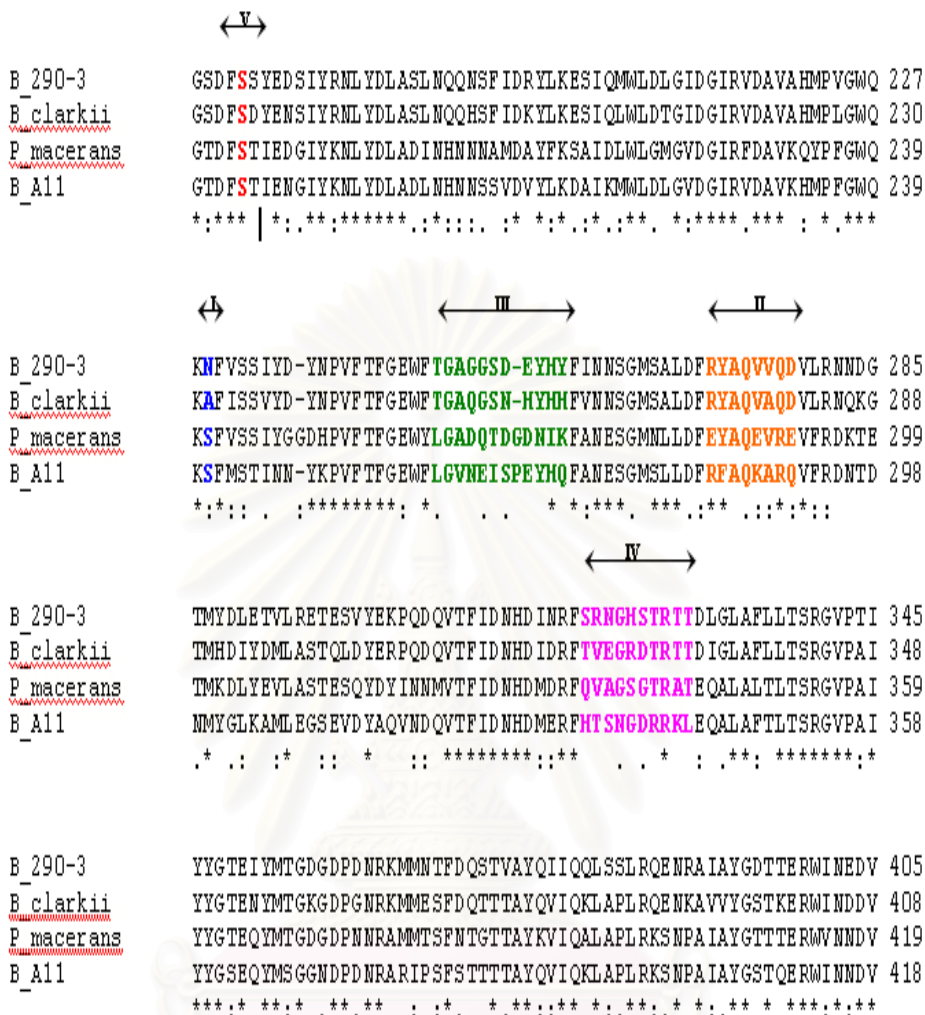 V
B_290-3 GSDFSSYEDSIYRNLYDLASLNQQNSFIDRYLKESIQMWLDLGIDGIRVDAVAHMPVGWQ 227
B_clarkii GSDFSDYENSIYRNLYDLASLNQQHSFIDKYLKESIQLWLDTGIDGIRVDAVAHMPLGWQ 230
P_macerans GTDFSTIEDGIYKNLYDLADINHNNNAMDAYFKSAIDLWLGMGVDGIRFDAVKQYPFGWQ 239
B_A11 GTDFSTIENGIYKNLYDLADLNHNNSSVDVYLKDAIKMWLDLGVDGIRVDAVKHMPFGWQ 239
*:*** | *:.**:******.:*:::. :* *:*.:*.:**. *:****.*** : *.***
I III II
B_290-3 KNFVSSIYD-YNPVFTFGEWFTGAGGSD-EYHYFINNSGMSALDFRYAQVVQDVLRNNDG 285
B_clarkii KAFISSVYD-YNPVFTFGEWFTGAQGSN-HYHHFVNNSGMSALDFRYAQVAQDVLRNQKG 288
P_macerans KSFVSSIYGGDHPVFTFGEWYLGADQTDGDNIKFANESGMNLLDFEYAQEVREVFRDKTE 299
B_A11 KSFMSTINN-YKPVFTFGEWFLGVNEISPEYHQFANESGMSLLDFRFAQKARQVFRDNTD 298
*:*:: . :********: *. . . * *:***. ***.:** .::*:*::
IV
B_290-3 TMYDLETVLRETESVYEKPQDQVTFIDNHDINRFSRNGHSTRTTDLGLAFLLTSRGVPTI 345
B_clarkii TMHDIYDMLASTQLDYERPQDQVTFIDNHDIDRFTVEGRDTRTTDIGLAFLLTSRGVPAI 348
P_macerans TMKDLYEVLASTESQYDYINNMVTFIDNHDMDRFQVAGSGTRATEQALALTLTSRGVPAI 359
B_A11 NMYGLKAMLEGSEVDYAQVNDQVTFIDNHDMERFHTSNGDRRKLEQALAFTLTSRGVPAI 358
.* .: :* :: * :: ********::** . . * : .**: *******:*
B_290-3 YYGTEIYMTGDGDPDNRKMMNTFDQSTVAYQIIQQLSSLRQENRAIAYGDTTERWINEDV 405
B_clarkii YYGTENYMTGKGDPGNRKMMESFDQTTTAYQVIQKLAPLRQENKAVVYGSTKERWINDDV 408
P_macerans YYGTEQYMTGDGDPNNRAMMTSFNTGTTAYKVIQALAPLRKSNPAIAYGTTTERWVNNDV 419
B_A11 YYGSEQYMSGGNDPDNRARIPSFSTTTTAYQVIQKLAPLRKSNPAIAYGSTQERWINNDV 418
***:* **:* .**.** : :*. *.**::** *:.**:.* *:.** * ***:*:**